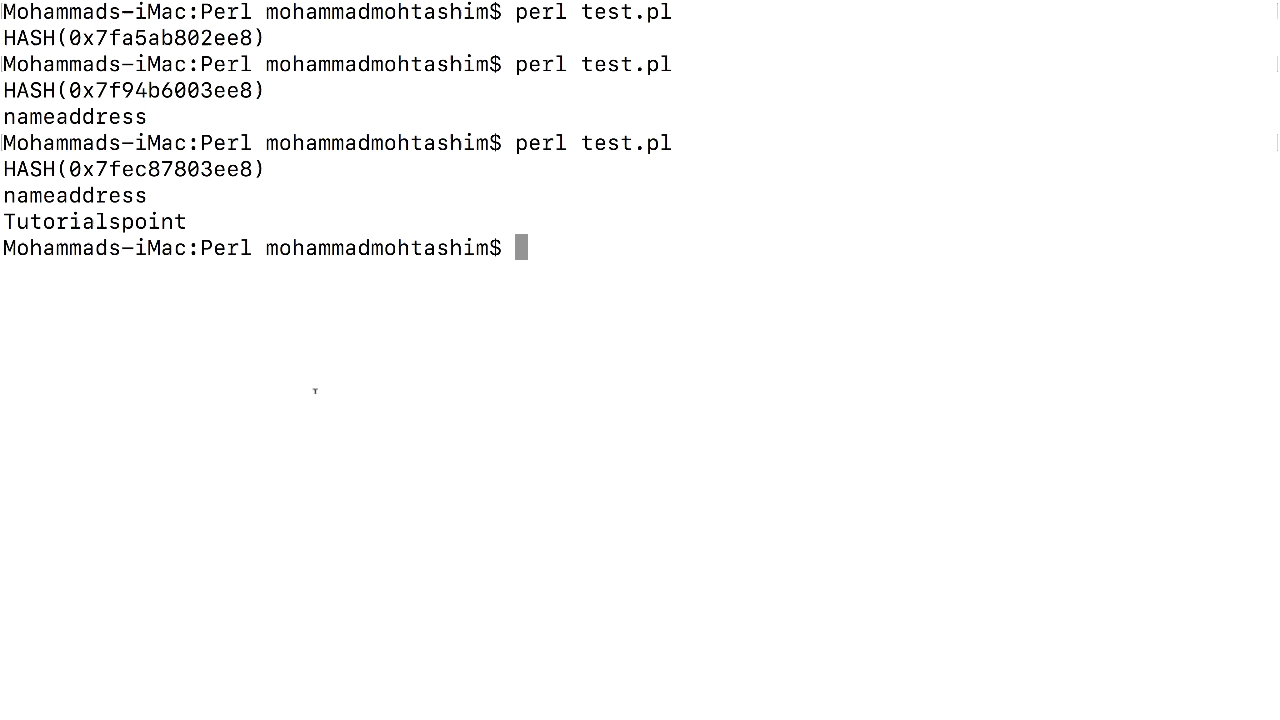 Mohammads-iMac:Perl mohammadmohtashim$ perl test.pl
HASH(0x7fa5ab802ee8)
Mohammads-iMac:Perl mohammadmohtashim$ perl test.pl
HASH(0x7f94b6003ee8)
nameaddress
Mohammads-iMac:Perl mohammadmohtashim$ perl test.pl
HASH(0x7fec87803ee8)
nameaddress
Tutorialspoint
Mohammads-iMac:Perl mohammadmohtashim$